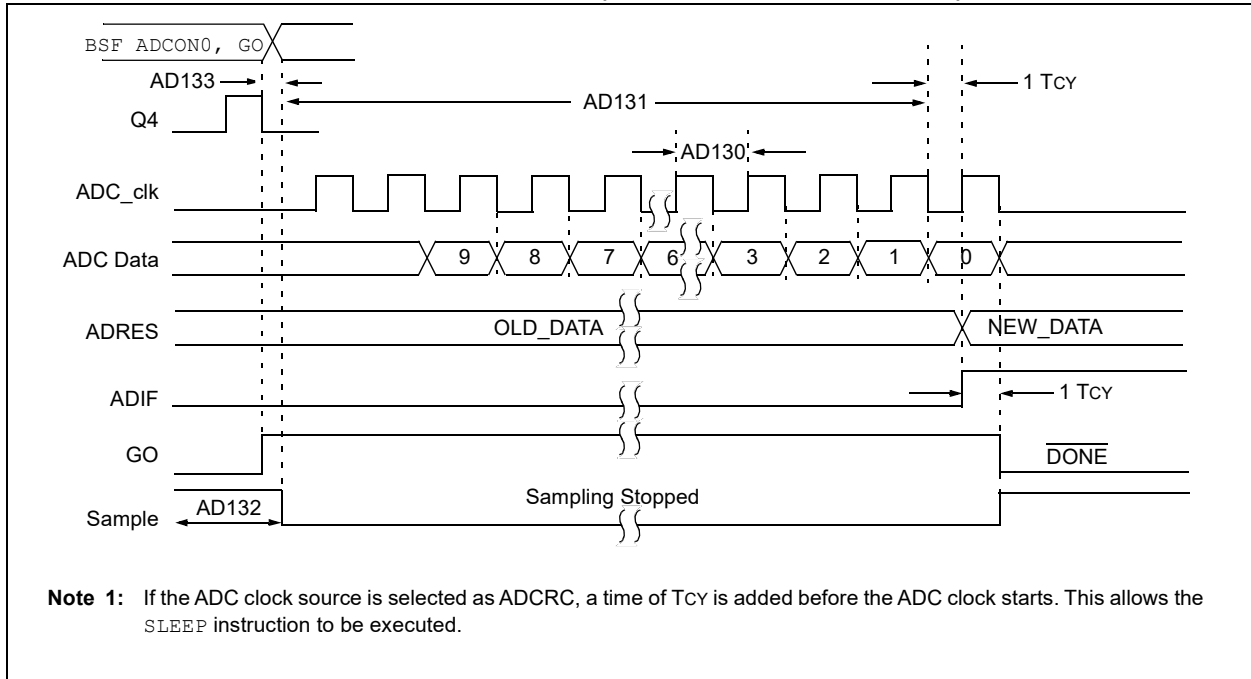 BSF ADCON0, GO
AD133
1 TCY
AD131
Q4
AD130
ADC_clk
ADC Data
9 8 7 6 3 2 1 0
ADRES
OLD_DATA
NEW_DATA
ADIF
1 TCY
GO
DONE
Sampling Stopped
AD132
Sample
Note 1: If the ADC clock source is selected as ADCRC, a time of TCY is added before the ADC clock starts. This allows the
SLEEP instruction to be executed.